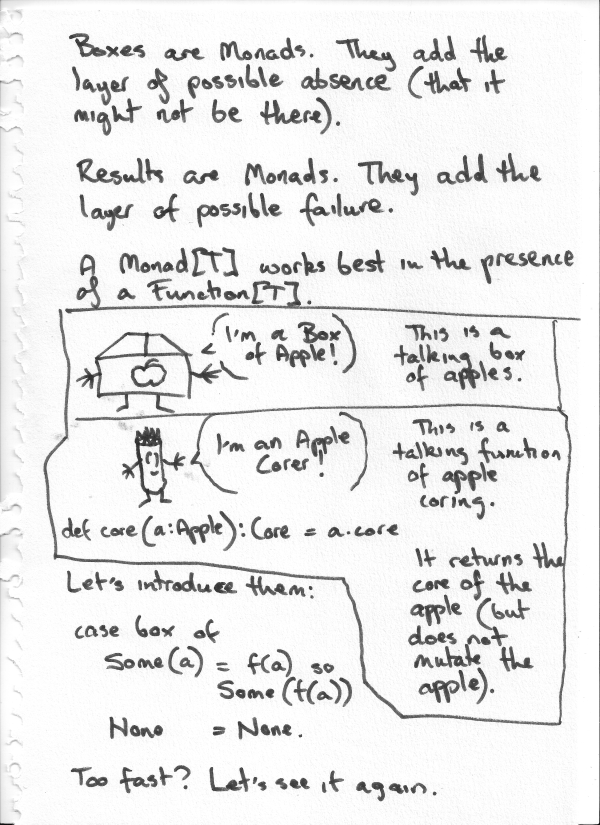 Boxes are Monads. They add the
layer of possible absence (that it
might not be there).
Results are Monads. They add the
layer of possible failure.
A Monad[T] works best in the presence
of a Function[T].
I'm a Box
of Apple!
This is a
talking box
of apples.
I'm an Apple
Corer!
This is a
talking function
of apple
coring.
def core(a:Apple):Core = a.core
It returns the
core of the
apple (but
does not
mutate the
apple).
Let's introduce them:
case box of
Some(a) = f(a) so
Some(f(a))
None = None.
Too fast? Let's see it again.